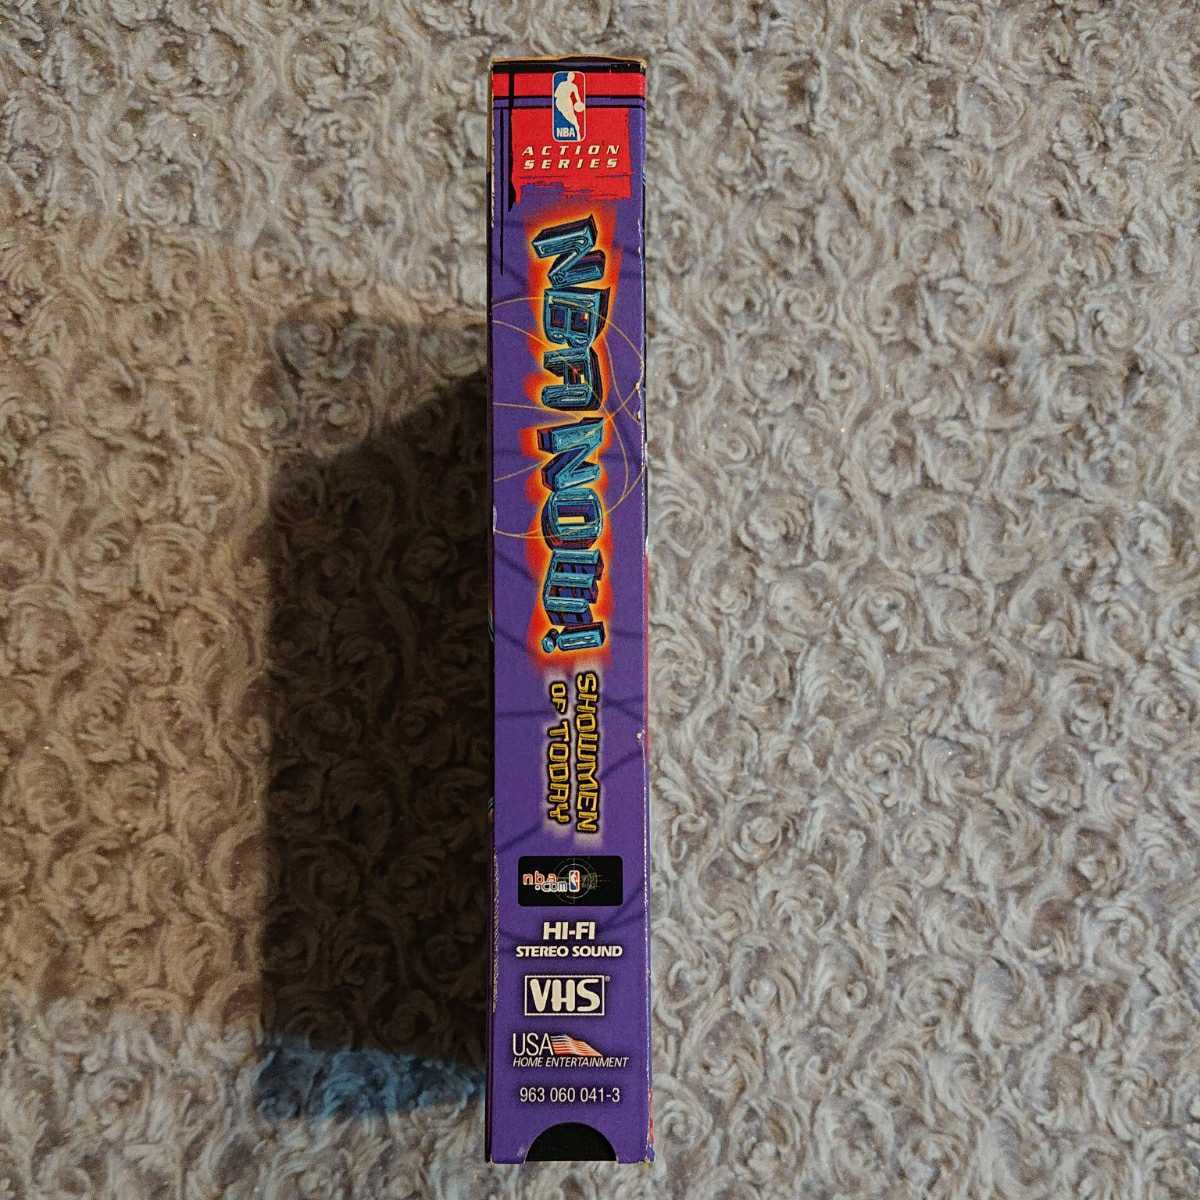 NBA
ACTION
SERIES
NBA NOW!
SHOWMEN
OF TODAY
nba
.com
HI-FI
STEREO SOUND
VHS
USA
HOME ENTERTAINMENT
963 060 041-3